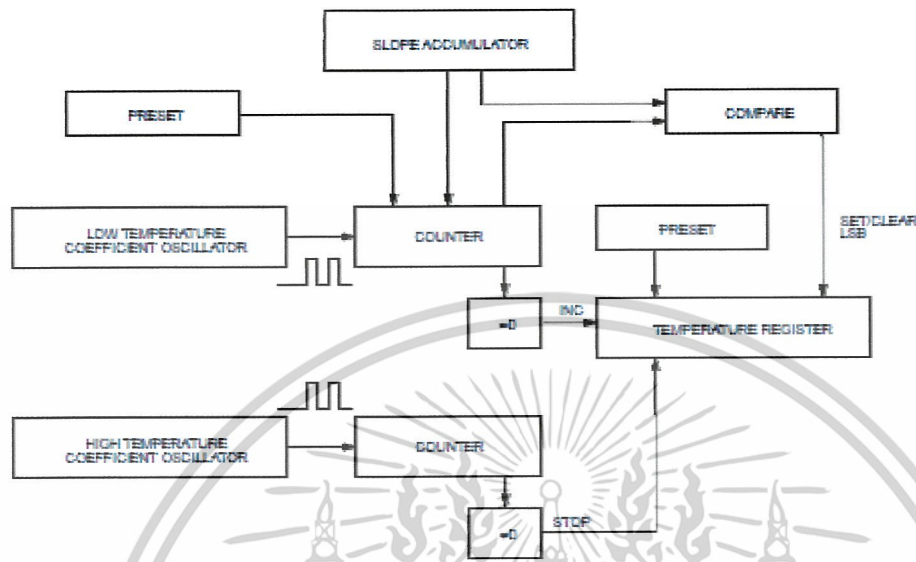 SLOPE ACCUMULATOR
PRESET
COMPARE
LOW TEMPERATURE
COEFFICIENT OSCILLATOR
COUNTER
PRESET
SET/CLEAR
LSB
=0
INC
TEMPERATURE REGISTER
HIGH TEMPERATURE
COEFFICIENT OSCILLATOR
COUNTER
=0
STOP